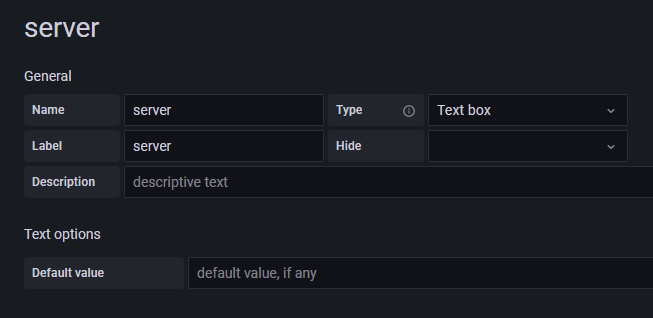 server
General
Name server Type Text box
Label server Hide
Description descriptive text
Text options
Default value default value, if any